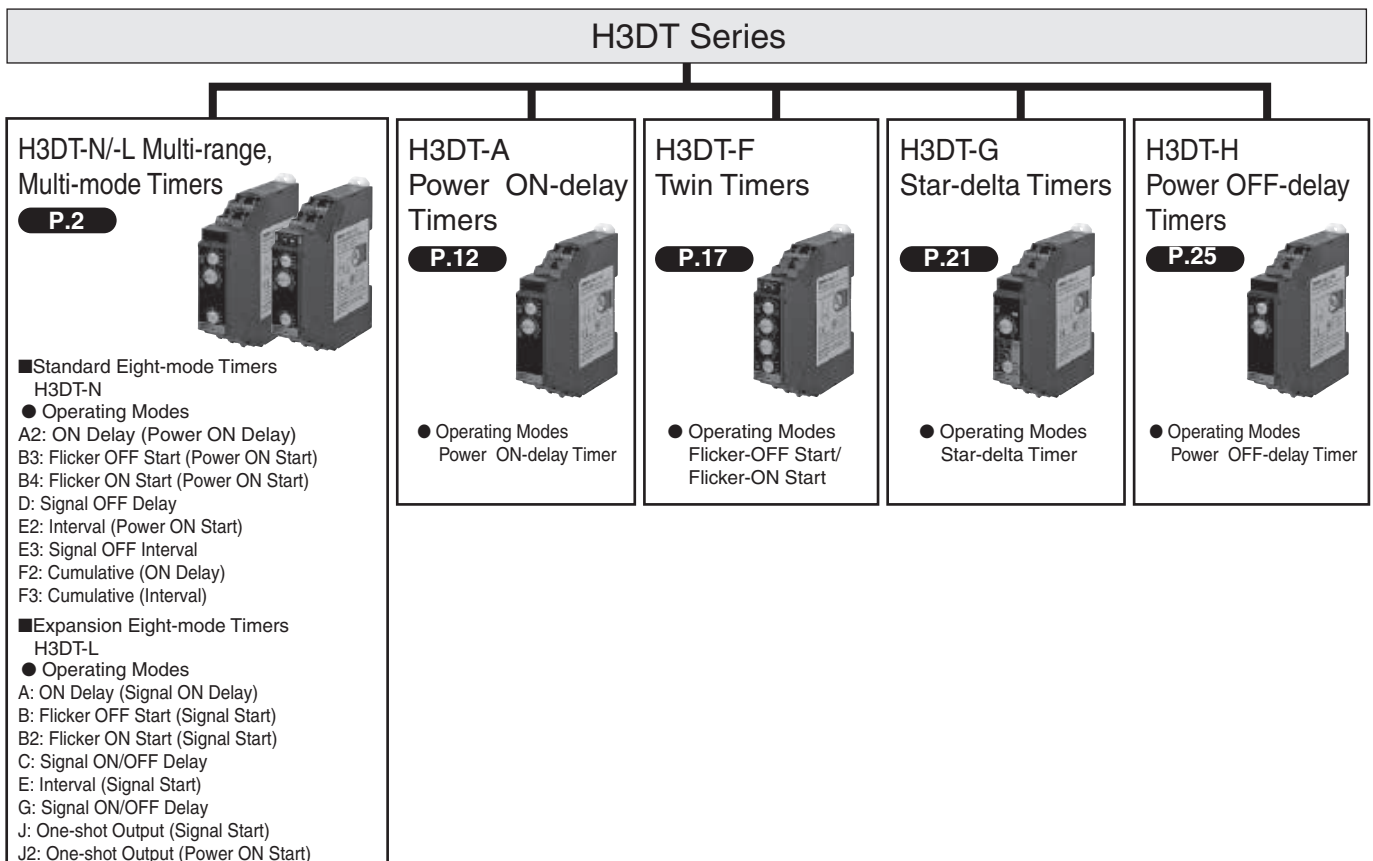 H3DT Series
H3DT-N/-L Multi-range,
Multi-mode Timers
P.2
■Standard Eight-mode Timers
H3DT-N
● Operating Modes
A2: ON Delay (Power ON Delay)
B3: Flicker OFF Start (Power ON Start)
B4: Flicker ON Start (Power ON Start)
D: Signal OFF Delay
E2: Interval (Power ON Start)
E3: Signal OFF Interval
F2: Cumulative (ON Delay)
F3: Cumulative (Interval)
■Expansion Eight-mode Timers
H3DT-L
● Operating Modes
A: ON Delay (Signal ON Delay)
B: Flicker OFF Start (Signal Start)
B2: Flicker ON Start (Signal Start)
C: Signal ON/OFF Delay
E: Interval (Signal Start)
G: Signal ON/OFF Delay
J: One-shot Output (Signal Start)
J2: One-shot Output (Power ON Start)
H3DT-A
Power ON-delay
Timers
P.12
● Operating Modes
Power ON-delay Timer
H3DT-F
Twin Timers
P.17
● Operating Modes
Flicker-OFF Start/
Flicker-ON Start
H3DT-G
Star-delta Timers
P.21
● Operating Modes
Star-delta Timer
H3DT-H
Power OFF-delay
Timers
P.25
● Operating Modes
Power OFF-delay Timer